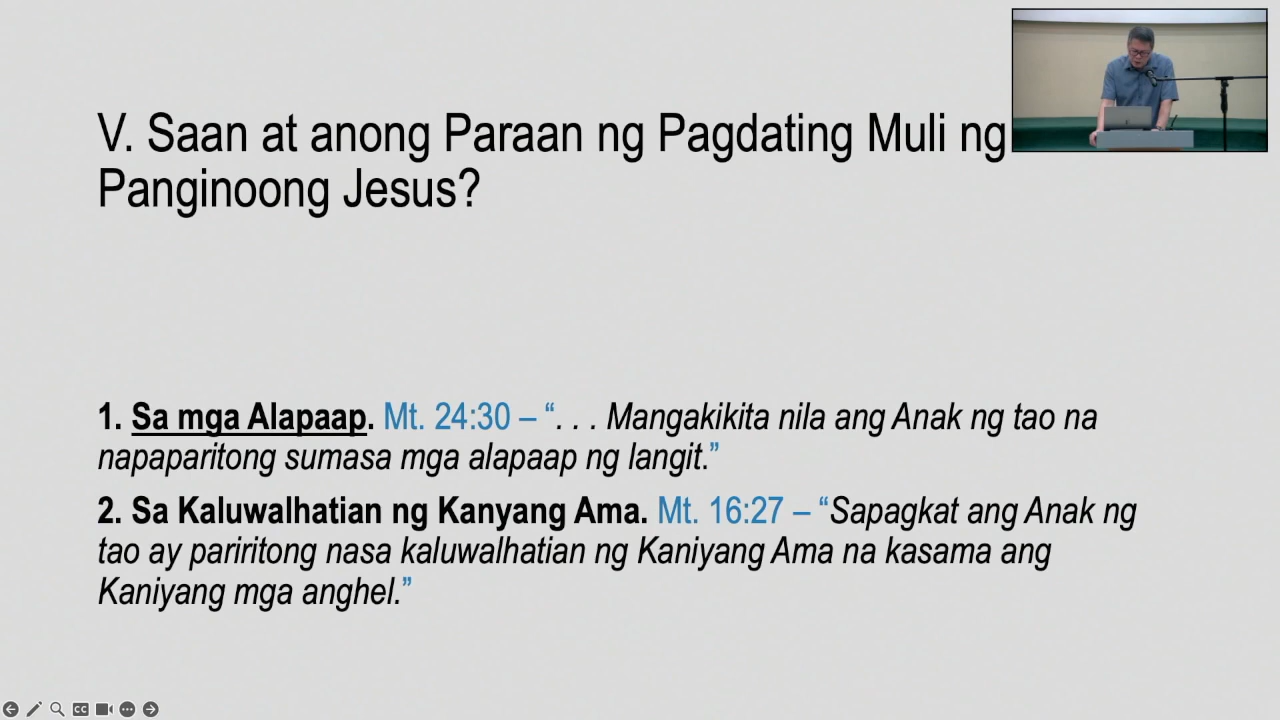 V. Saan at anong Paraan ng Pagdating Muli ng
Panginoong Jesus?
1. Sa mga Alapaap. Mt. 24:30 – “. . . Mangakikita nila ang Anak ng tao na
napaparitong sumasa mga alapaap ng langit.”
2. Sa Kaluwalhatian ng Kanyang Ama. Mt. 16:27 – “Sapagkat ang Anak ng
tao ay pariritong nasa kaluwalhatian ng Kaniyang Ama na kasama ang
Kaniyang mga anghel.”
CC